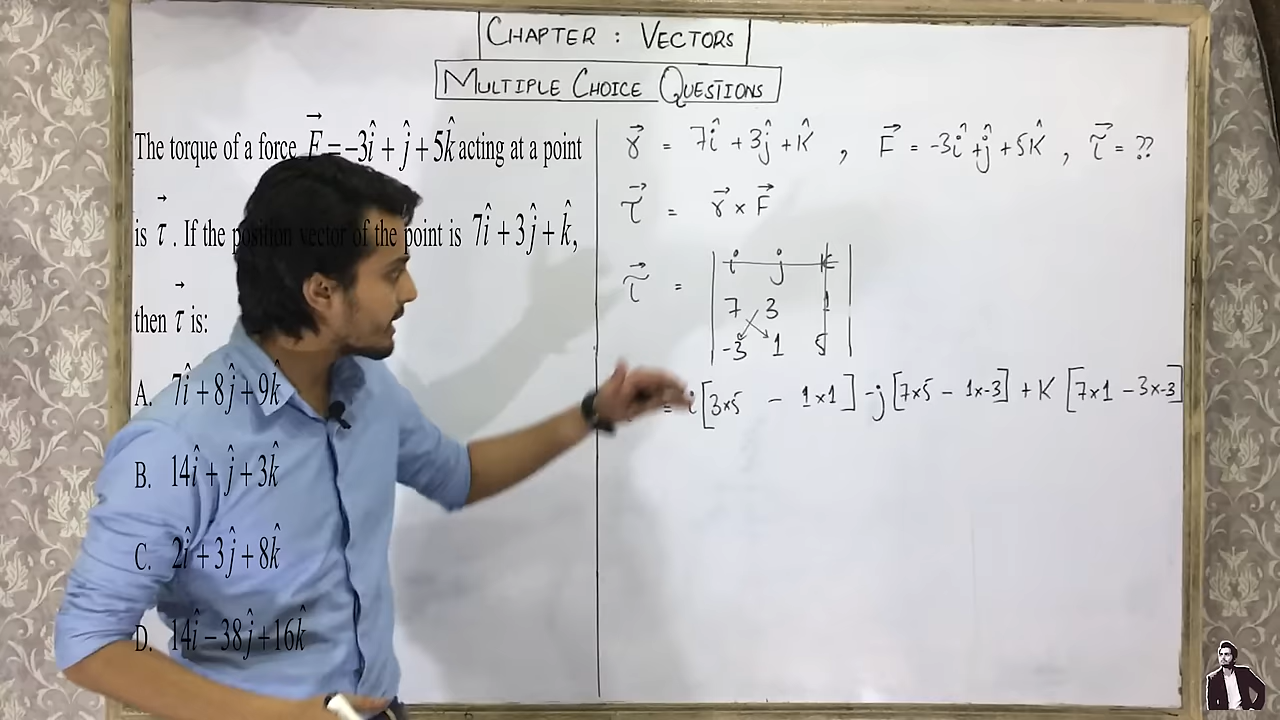 CHAPTER : VECTORS
MULTIPLE CHOICE QUESTIONS
The torque of a force F⃗ = −3î + ĵ + 5k̂ acting at a point
is τ⃗ . If the position vector of the point is 7î + 3ĵ + k̂,
then τ⃗ is:
A. 7î + 8ĵ + 9k̂
B. 14î + ĵ + 3k̂
C. 2î + 3ĵ + 8k̂
D. 14î − 38ĵ + 16k̂
r⃗ = 7î + 3ĵ + k̂ , F⃗ = -3î + ĵ + 5k̂ , τ⃗ = ??
τ⃗ = r⃗ × F⃗
τ⃗ = | i j k |
| 7 3 1 |
| -3 1 5 |
= i [3×5 − 1×1] − j [7×5 − 1×-3] + K [7×1 − 3×-3]